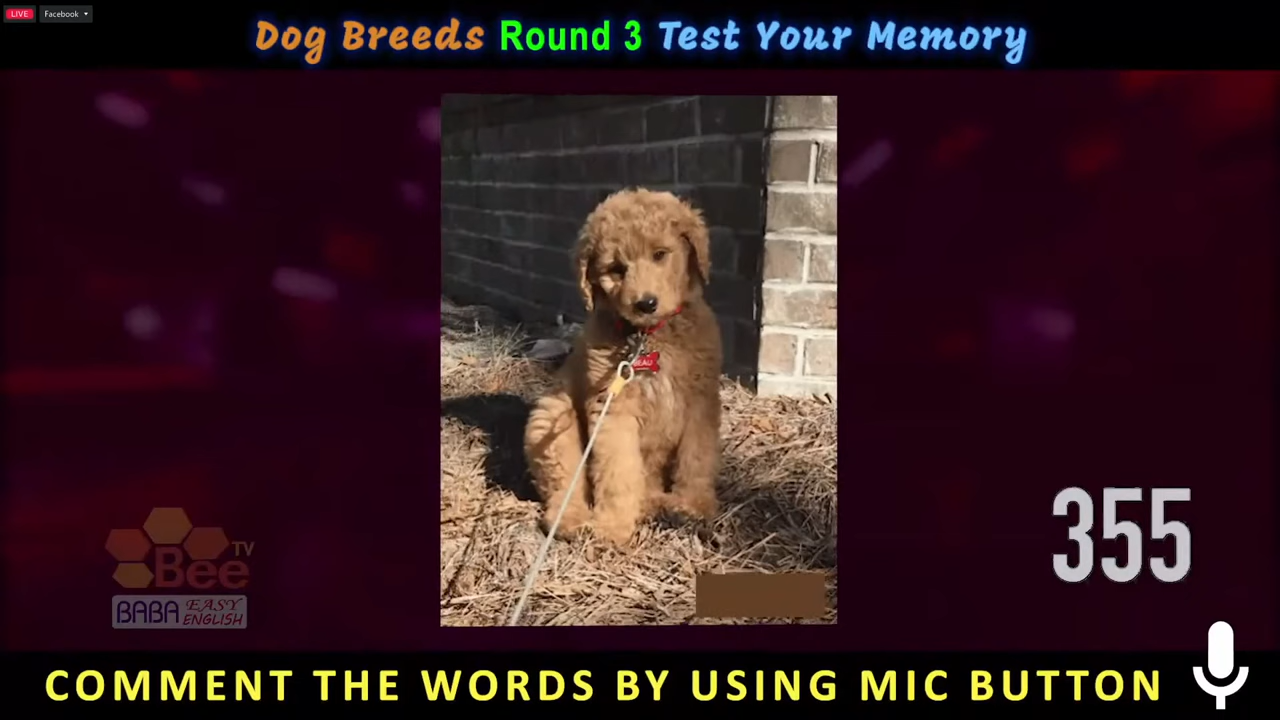 LIVE
Facebook
Dog Breeds Round 3 Test Your Memory
BEAU
355
TV
Bee
BABA EASY ENGLISH
COMMENT THE WORDS BY USING MIC BUTTON